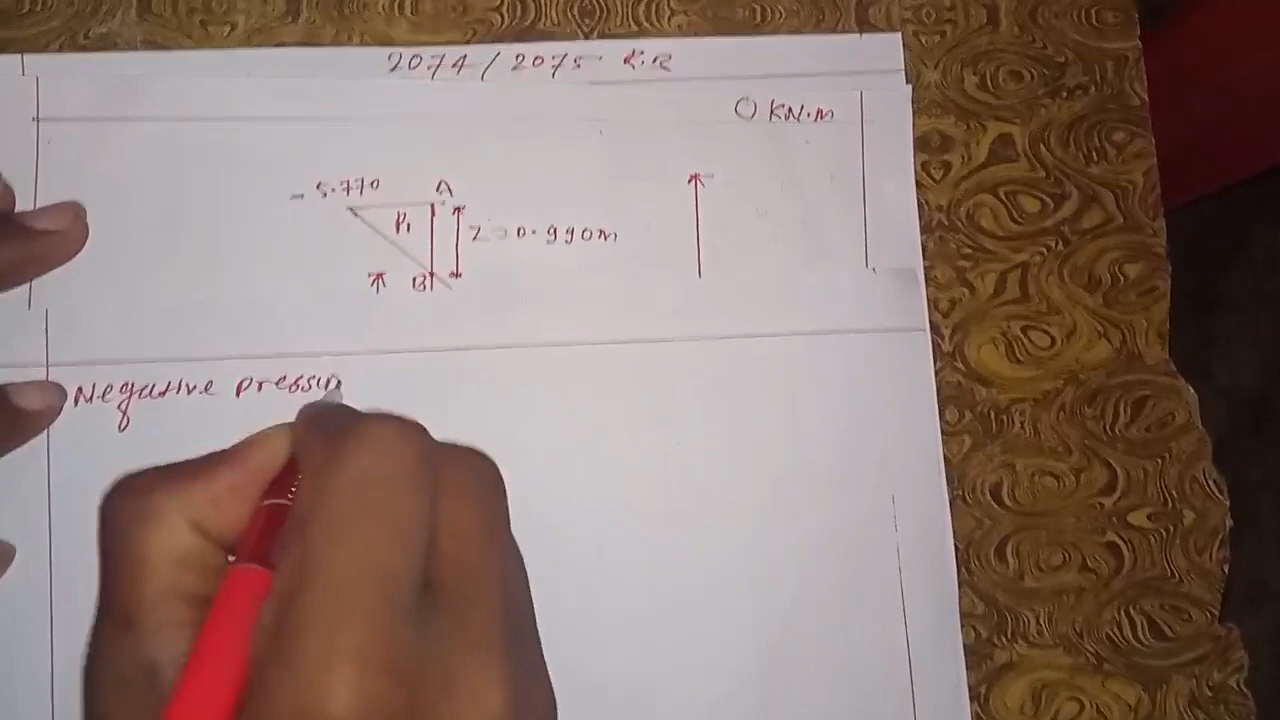 2074/2075
0 KN.M
- 5.770 A
P1 Z = 0.990m
B
Negative pressur